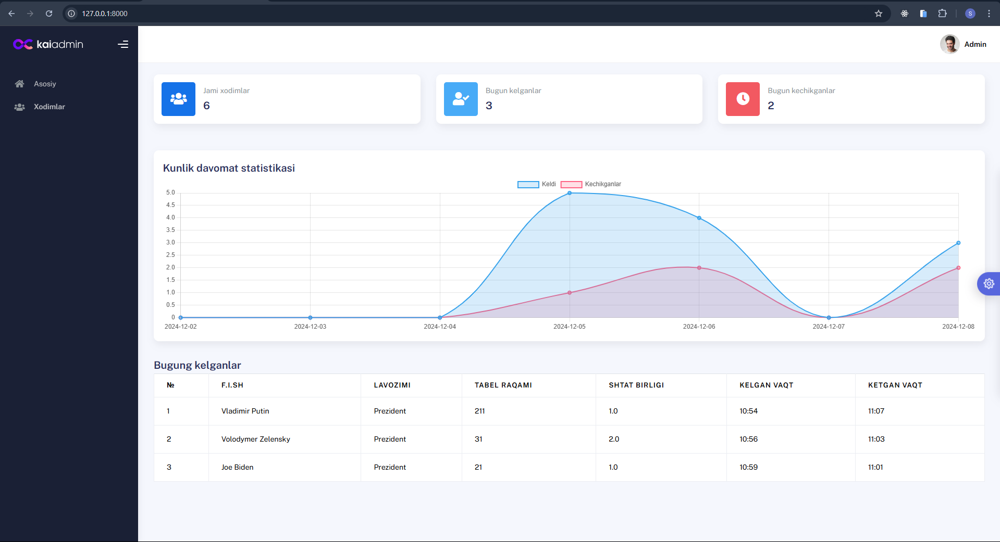 127.0.0.1:8000
S
kaiadmin
Admin
Asosiy
Xodimlar
Jami xodimlar
6
Bugun kelganlar
3
Bugun kechikganlar
2
Kunlik davomat statistikasi
Keldi Kechikganlar
5.0
4.5
4.0
3.5
3.0
2.5
2.0
1.5
1.0
0.5
0
2024-12-02 2024-12-03 2024-12-04 2024-12-05 2024-12-06 2024-12-07 2024-12-08
Bugung kelganlar
№ F.I.SH LAVOZIMI TABEL RAQAMI SHTAT BIRLIGI KELGAN VAQT KETGAN VAQT
1 Vladimir Putin Prezident 211 1.0 10:54 11:07
2 Volodymer Zelensky Prezident 31 2.0 10:56 11:03
3 Joe Biden Prezident 21 1.0 10:59 11:01